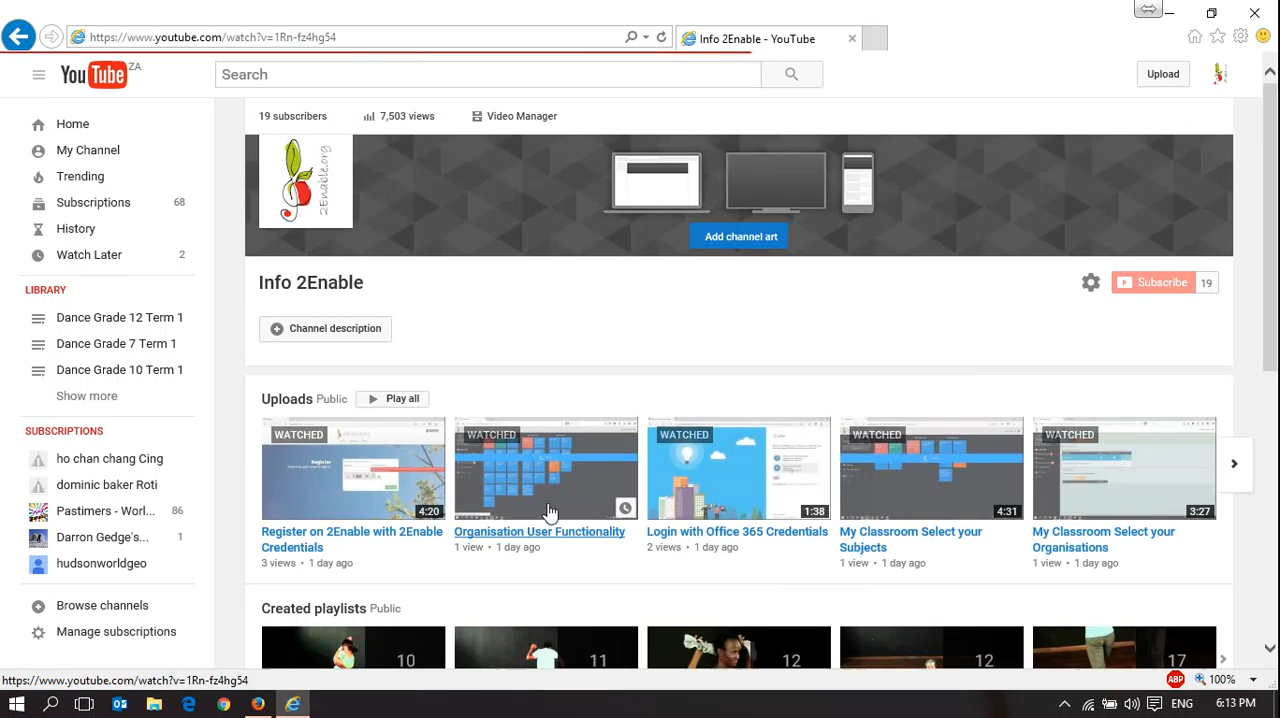 https://www.youtube.com/watch?v=1Rn-fz4hg54
Info 2Enable - YouTube
YouTube ZA
Search
Upload
Home
My Channel
Trending
Subscriptions 68
History
Watch Later 2
LIBRARY
Dance Grade 12 Term 1
Dance Grade 7 Term 1
Dance Grade 10 Term 1
Show more
SUBSCRIPTIONS
ho chan chang Cing
dominic baker Roti
Pastimers - Worl... 86
Darron Gedge's... 1
hudsonworldgeo
Browse channels
Manage subscriptions
19 subscribers 7,503 views Video Manager
2Enable.org
Add channel art
Info 2Enable
Subscribe 19
Channel description
Uploads Public Play all
WATCHED WATCHED WATCHED WATCHED WATCHED
4:20 1:38 4:31 3:27
Register on 2Enable with 2Enable Credentials
3 views • 1 day ago
Organisation User Functionality
1 view • 1 day ago
Login with Office 365 Credentials
2 views • 1 day ago
My Classroom Select your Subjects
1 view • 1 day ago
My Classroom Select your Organisations
1 view • 1 day ago
Created playlists Public
10 11 12 12 17
https://www.youtube.com/watch?v=1Rn-fz4hg54
ABP 100%
ENG 6:13 PM